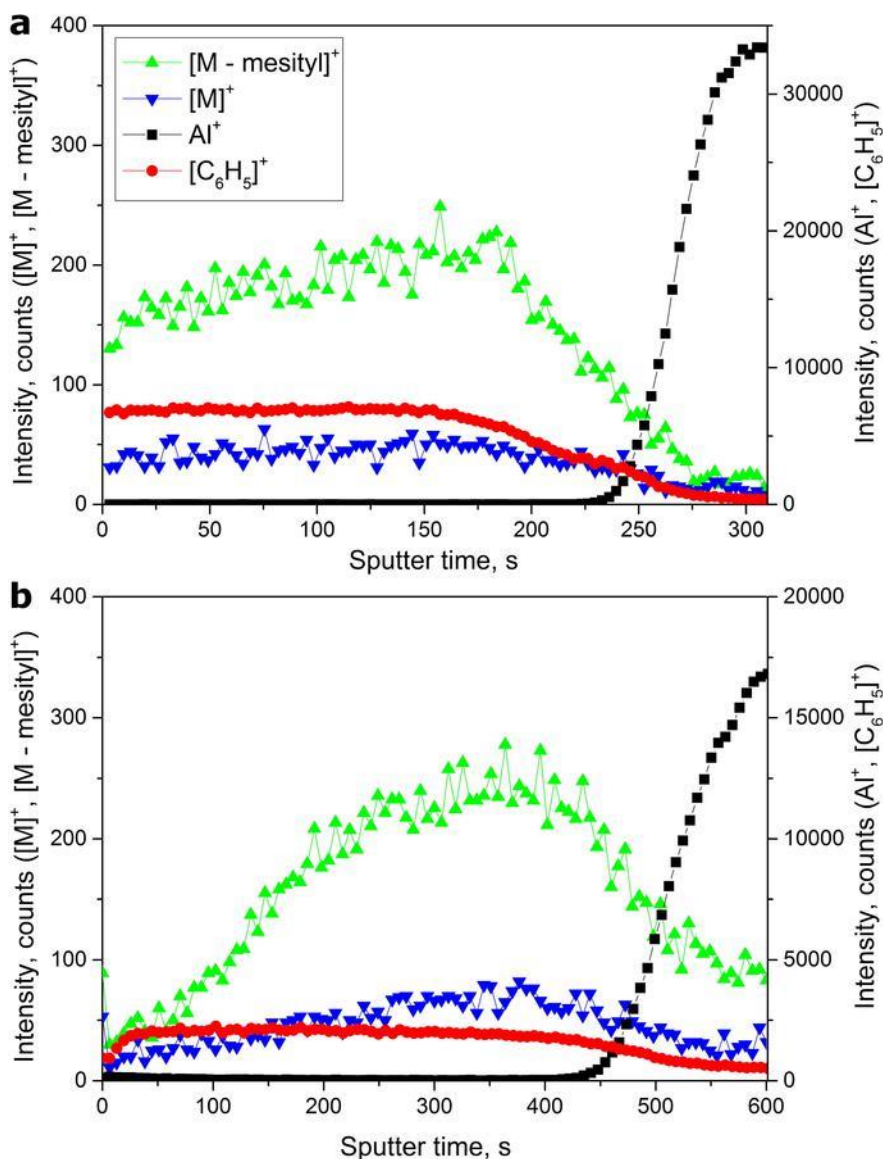 a
[M - mesityl]⁺
[M]⁺
Al⁺
[C₆H₅]⁺
400
300
200
100
0
30000
20000
10000
0
0 50 100 150 200 250 300
Intensity, counts ([M]⁺, [M - mesityl]⁺)
Intensity, counts (Al⁺, [C₆H₅]⁺)
Sputter time, s
b
400
300
200
100
0
20000
15000
10000
5000
0
0 100 200 300 400 500 600
Intensity, counts ([M]⁺, [M - mesityl]⁺)
Intensity, counts (Al⁺, [C₆H₅]⁺)
Sputter time, s